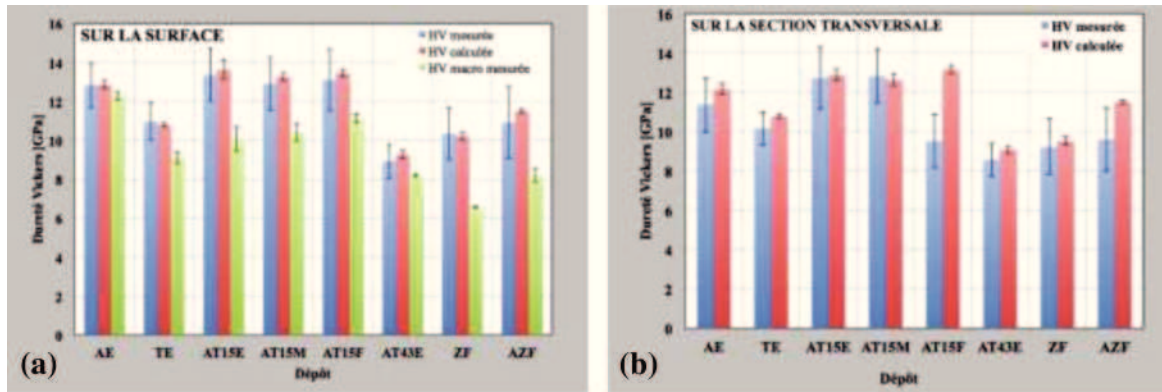 SUR LA SURFACE
HV mesurée
HV calculée
HV macro mesurée
Dureté Vickers [GPa]
16
14
12
10
8
6
4
2
0
AE TE AT15E AT15M AT15F AT43E ZF AZF
Dépôt
(a)
SUR LA SECTION TRANSVERSALE
HV mesurée
HV calculée
Dureté Vickers [GPa]
16
14
12
10
8
6
4
2
0
AE TE AT15E AT15M AT15F AT43E ZF AZF
Dépôt
(b)